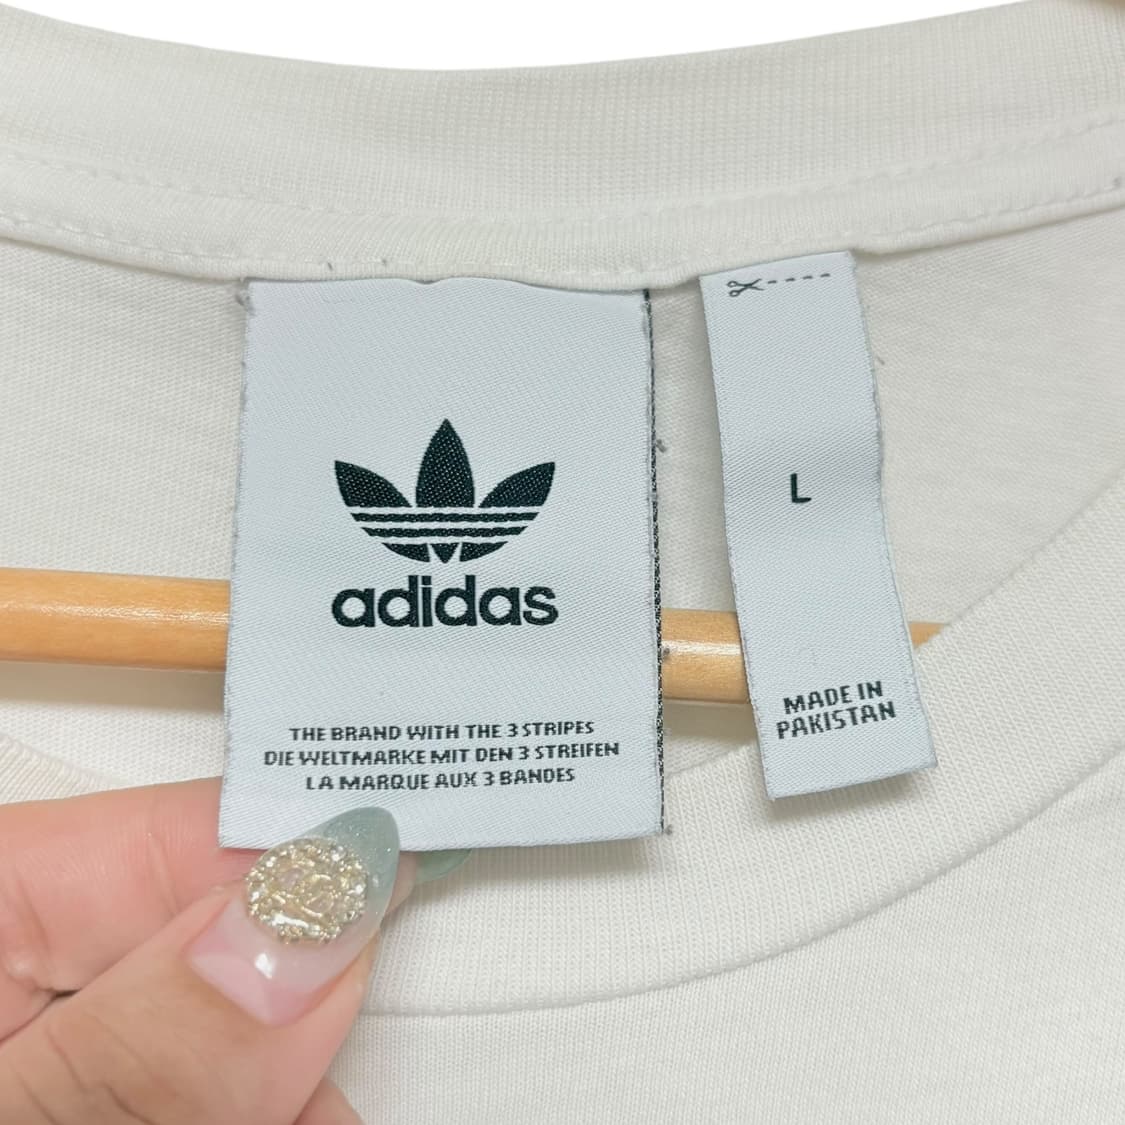 adidas
THE BRAND WITH THE 3 STRIPES
DIE WELTMARKE MIT DEN 3 STREIFEN
LA MARQUE AUX 3 BANDES
L
MADE IN
PAKISTAN